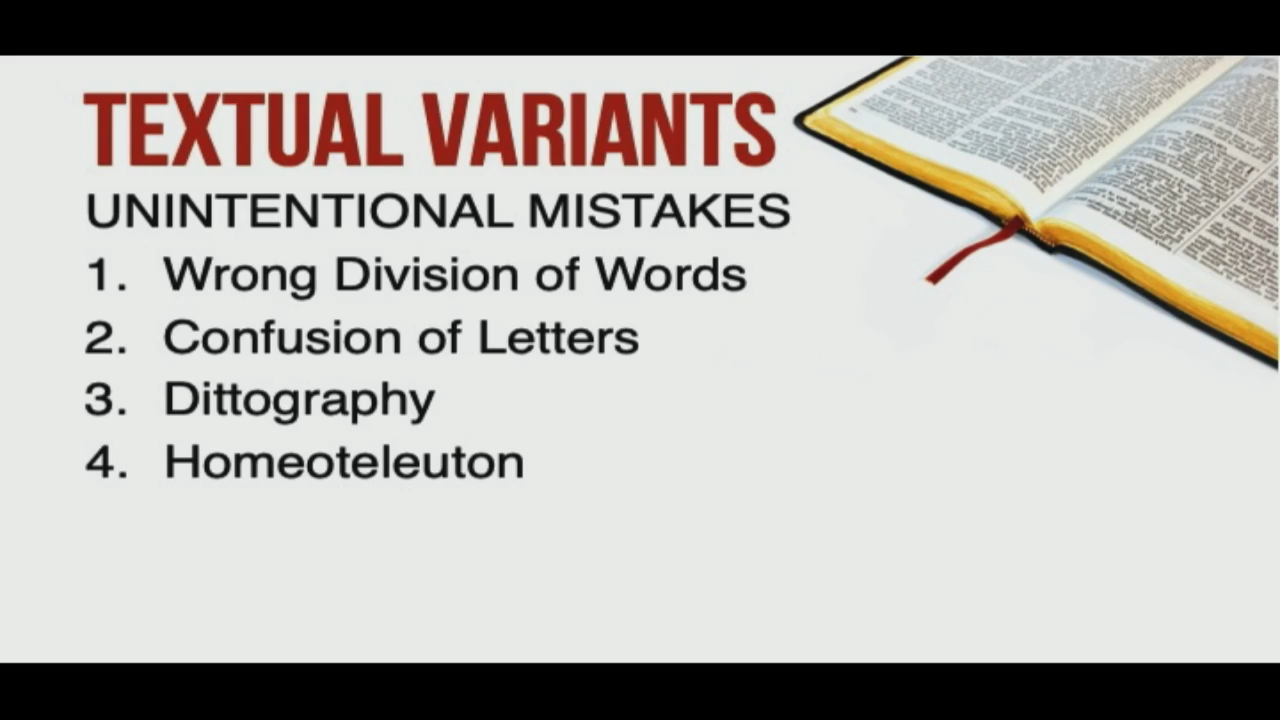 TEXTUAL VARIANTS
UNINTENTIONAL MISTAKES
1. Wrong Division of Words
2. Confusion of Letters
3. Dittography
4. Homeoteleuton